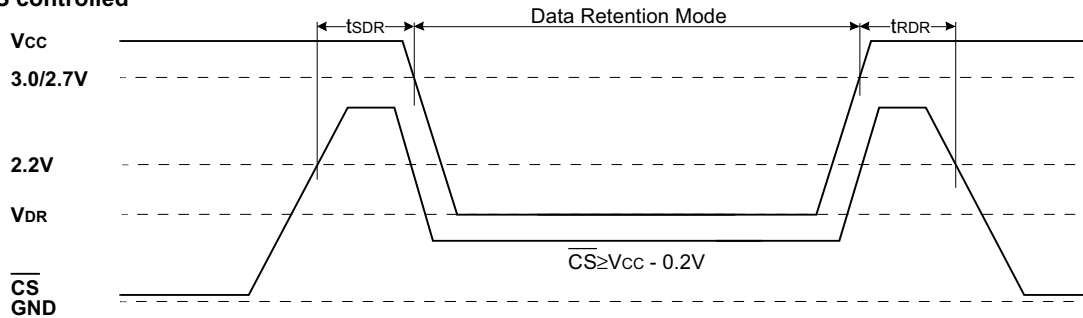 controlled
Data Retention Mode
tSDR
tRDR
VCC
3.0/2.7V
2.2V
VDR
CS≥VCC - 0.2V
CS
GND